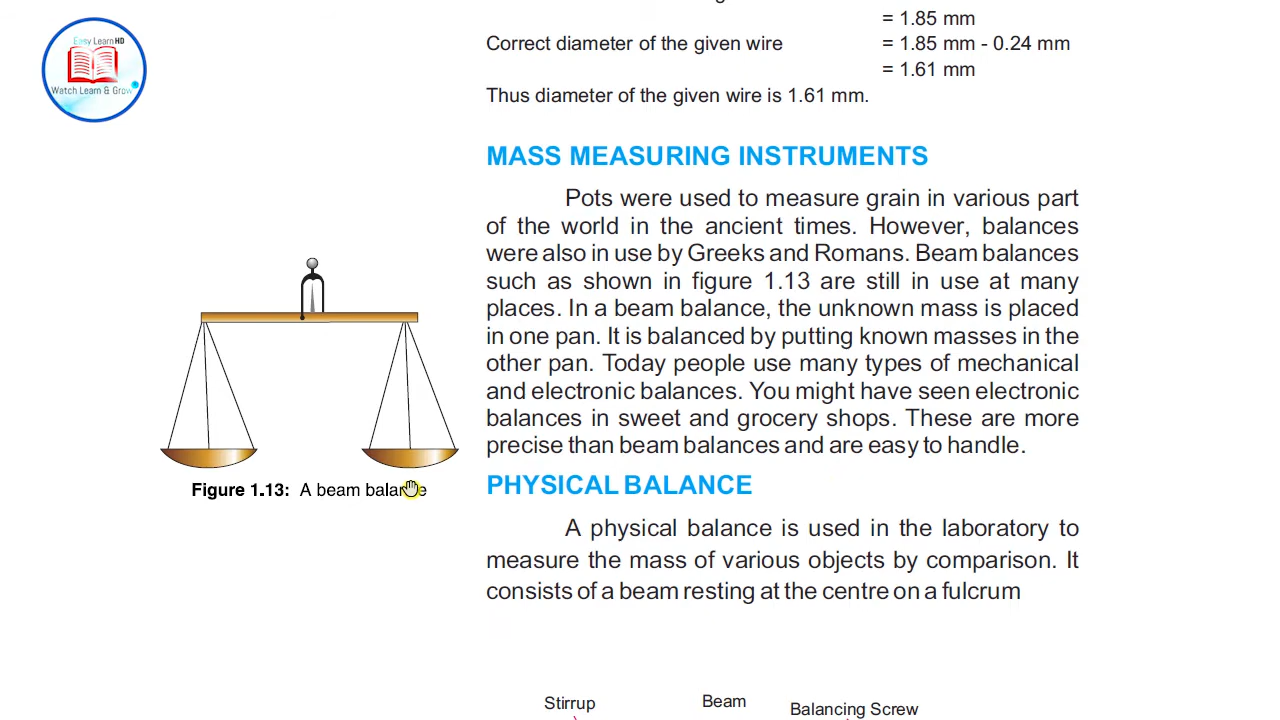 Easy Learn HD
Watch Learn & Grow
= 1.85 mm
Correct diameter of the given wire = 1.85 mm - 0.24 mm
= 1.61 mm
Thus diameter of the given wire is 1.61 mm.
MASS MEASURING INSTRUMENTS
Pots were used to measure grain in various part
of the world in the ancient times. However, balances
were also in use by Greeks and Romans. Beam balances
such as shown in figure 1.13 are still in use at many
places. In a beam balance, the unknown mass is placed
in one pan. It is balanced by putting known masses in the
other pan. Today people use many types of mechanical
and electronic balances. You might have seen electronic
balances in sweet and grocery shops. These are more
precise than beam balances and are easy to handle.
Figure 1.13: A beam balance
PHYSICAL BALANCE
A physical balance is used in the laboratory to
measure the mass of various objects by comparison. It
consists of a beam resting at the centre on a fulcrum
Stirrup Beam Balancing Screw